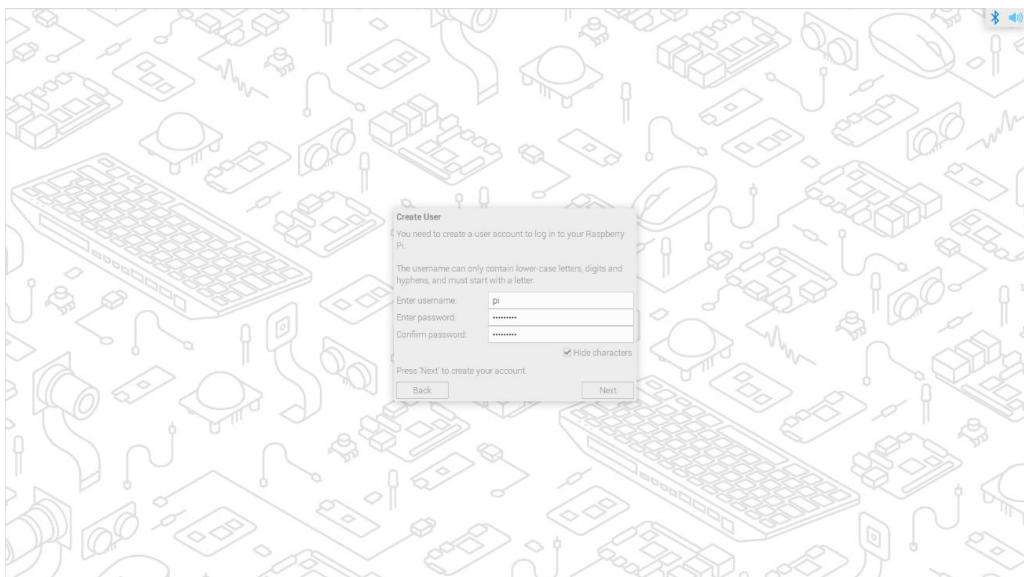 Create User
You need to create a user account to log in to your Raspberry
Pi.
The username can only contain lower-case letters, digits and
hyphens, and must start with a letter.
Enter username: pi
Enter password: •••••••••
Confirm password: •••••••••
Hide characters
Press 'Next' to create your account.
Back Next